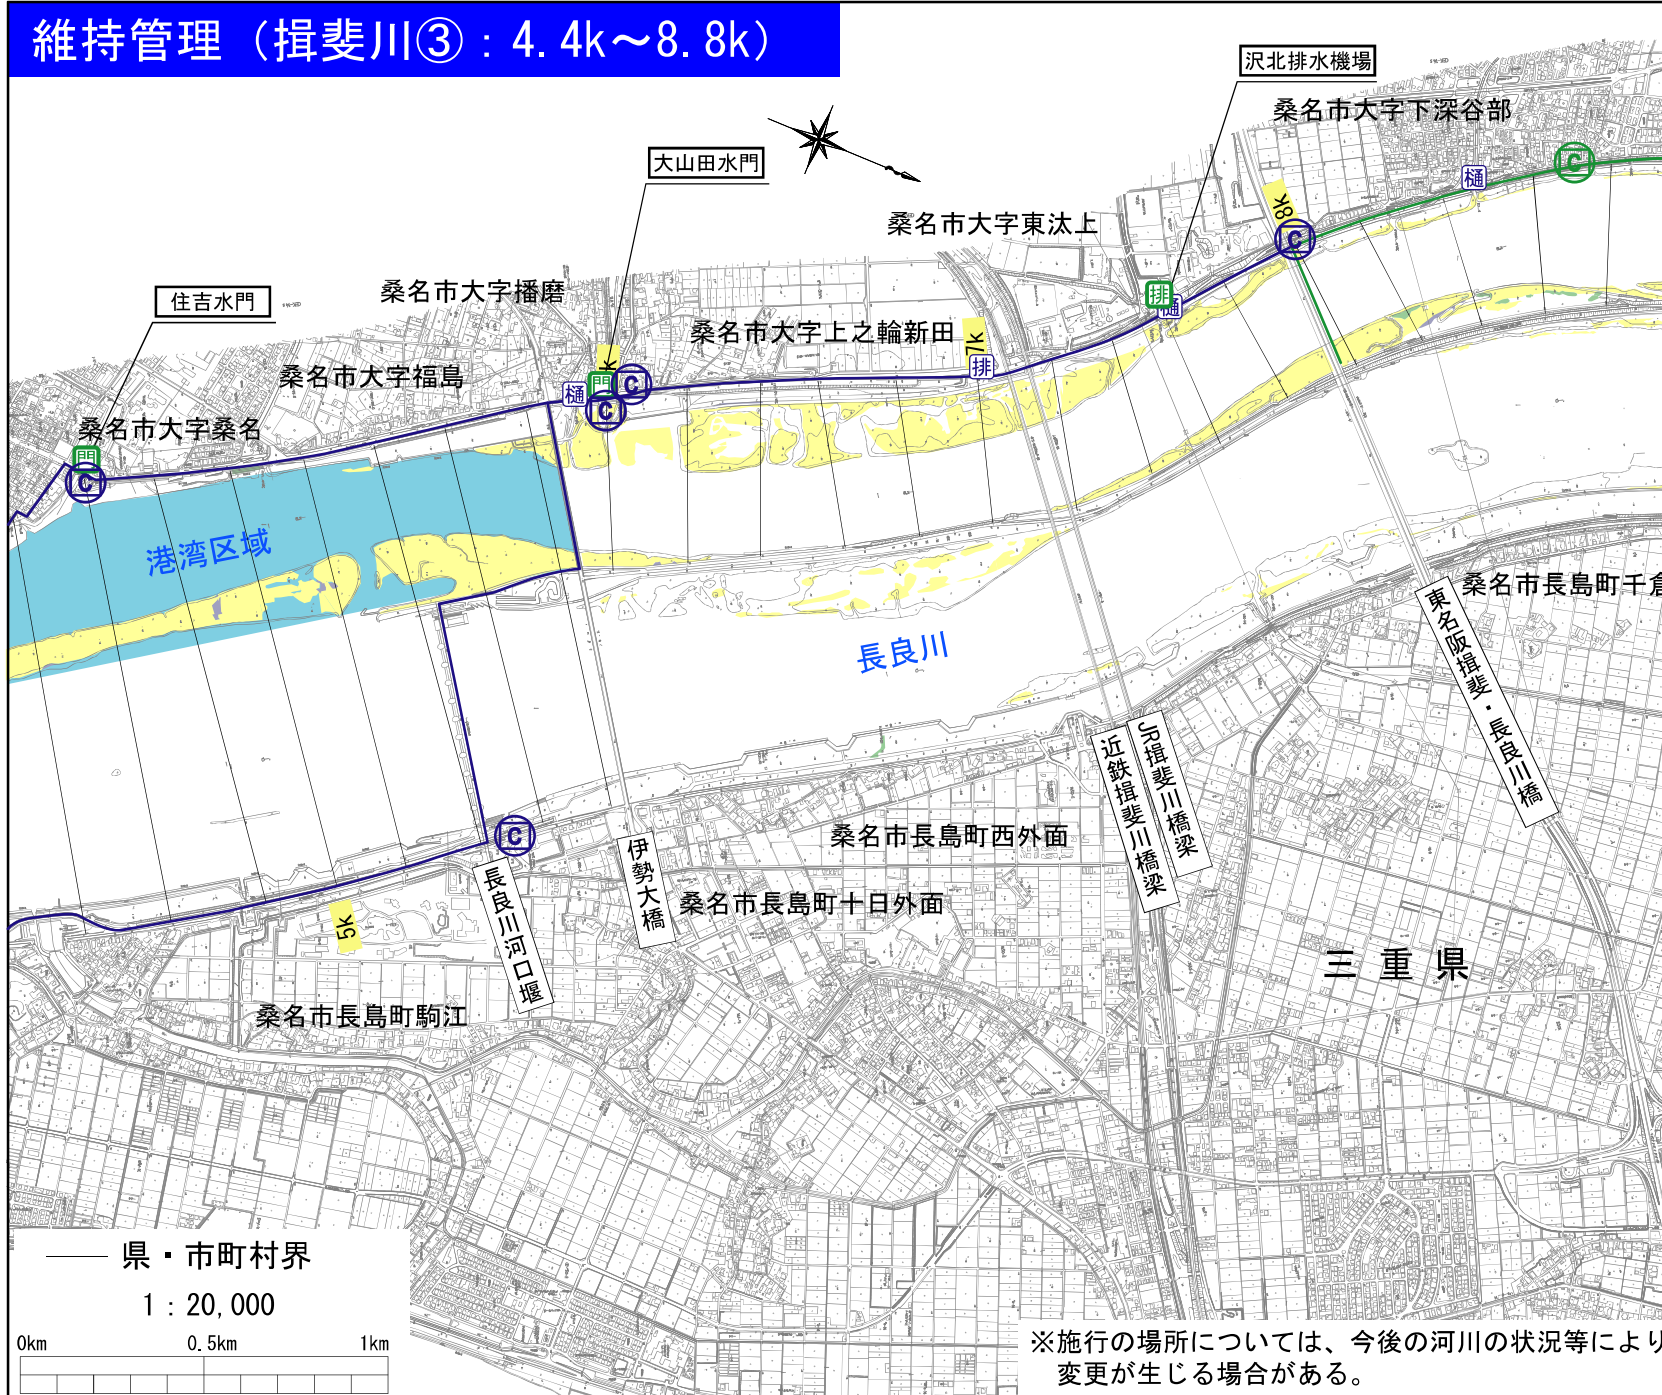 維持管理（揖斐川③：4.4k～8.8k）
沢北排水機場
桑名市大字下深谷部
大山田水門
樋
C
桑名市大字東汰上
8k
C
住吉水門
桑名市大字播磨
排
樋
桑名市大字上之輪新田
7k
排
桑名市大字福島
k
樋
門
C
C
桑名市大字桑名
門
C
港湾区域
長良川
桑名市長島町千倉
東名阪揖斐・長良川橋
JR揖斐川橋梁
近鉄揖斐川橋梁
C
桑名市長島町西外面
伊勢大橋
長良川河口堰
桑名市長島町十日外面
5k
三重県
桑名市長島町駒江
県・市町村界
1：20,000
0km 0.5km 1km
※施行の場所については、今後の河川の状況等により
変更が生じる場合がある。